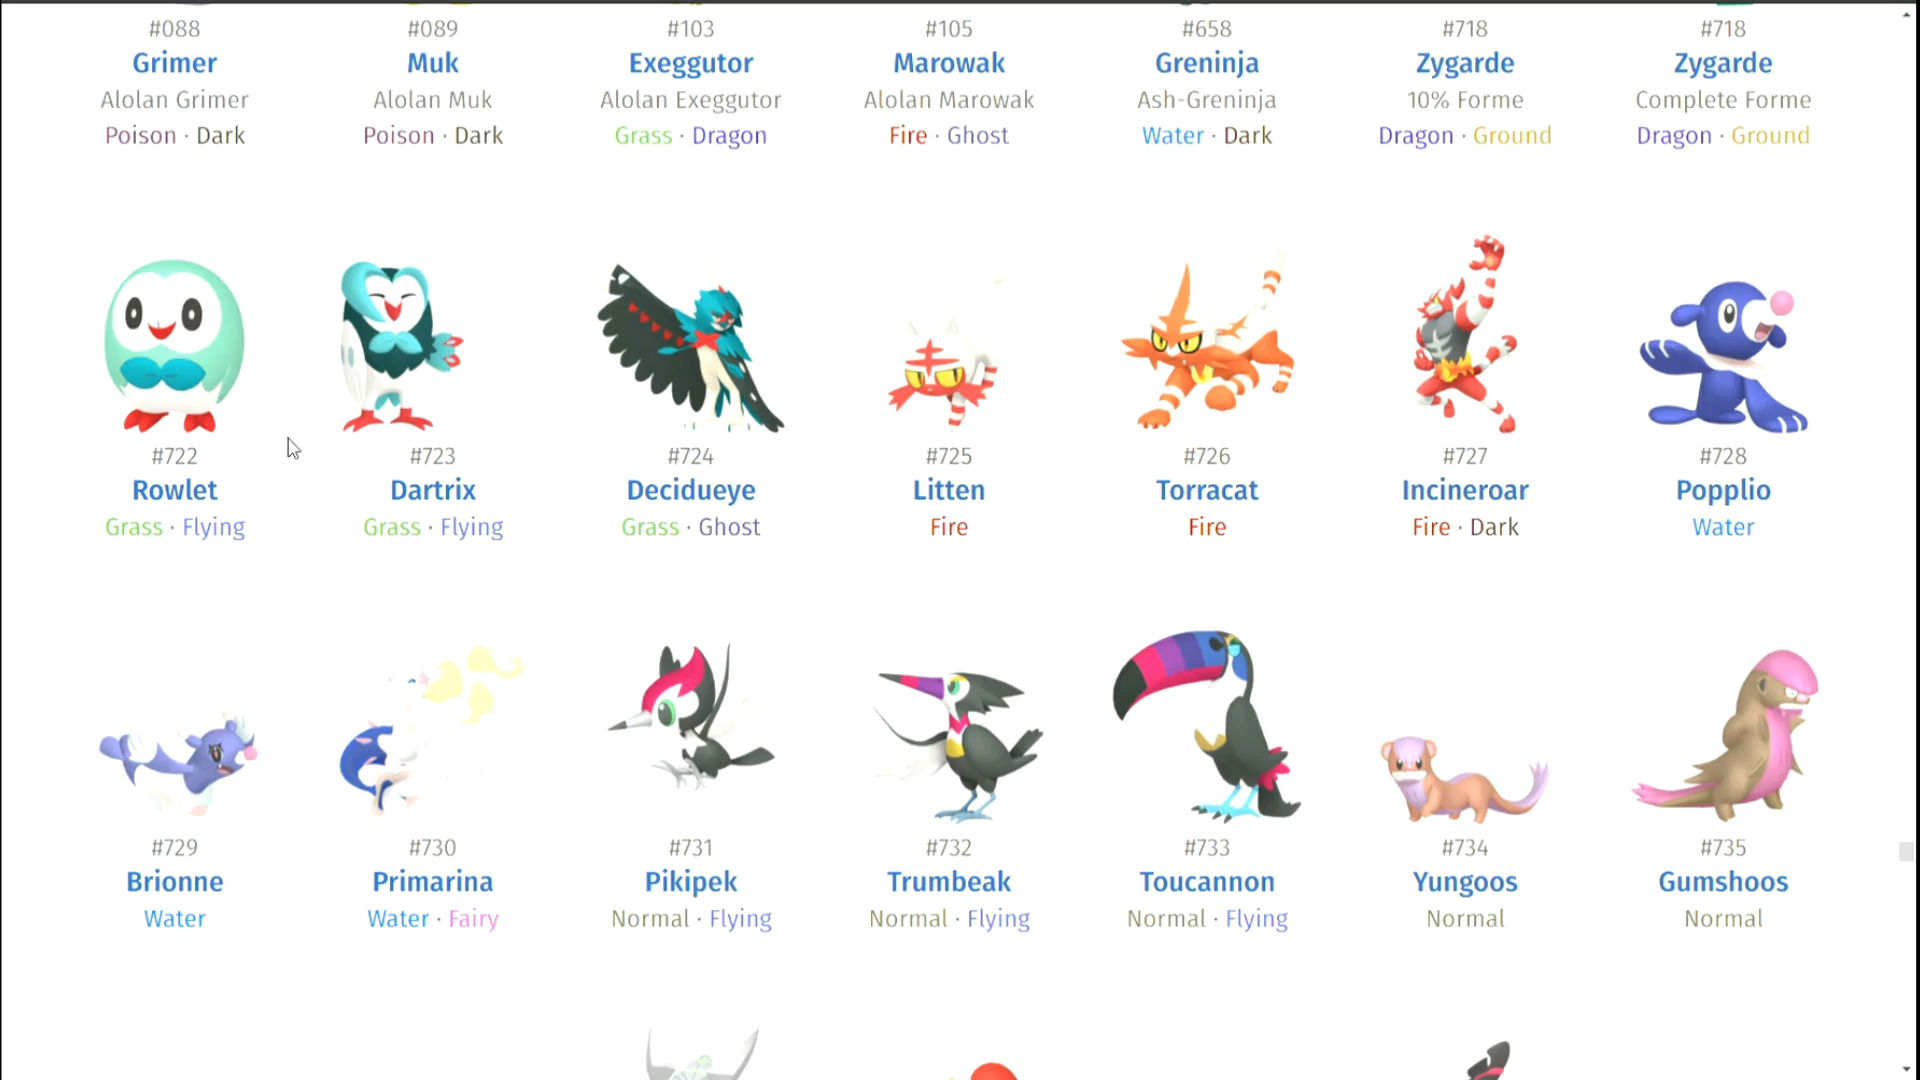 #088 #089 #103 #105 #658 #718 #718
Grimer Muk Exeggutor Marowak Greninja Zygarde Zygarde
Alolan Grimer Alolan Muk Alolan Exeggutor Alolan Marowak Ash-Greninja 10% Forme Complete Forme
Poison · Dark Poison · Dark Grass · Dragon Fire · Ghost Water · Dark Dragon · Ground Dragon · Ground
#722 #723 #724 #725 #726 #727 #728
Rowlet Dartrix Decidueye Litten Torracat Incineroar Popplio
Grass · Flying Grass · Flying Grass · Ghost Fire Fire Fire · Dark Water
#729 #730 #731 #732 #733 #734 #735
Brionne Primarina Pikipek Trumbeak Toucannon Yungoos Gumshoos
Water Water · Fairy Normal · Flying Normal · Flying Normal · Flying Normal Normal